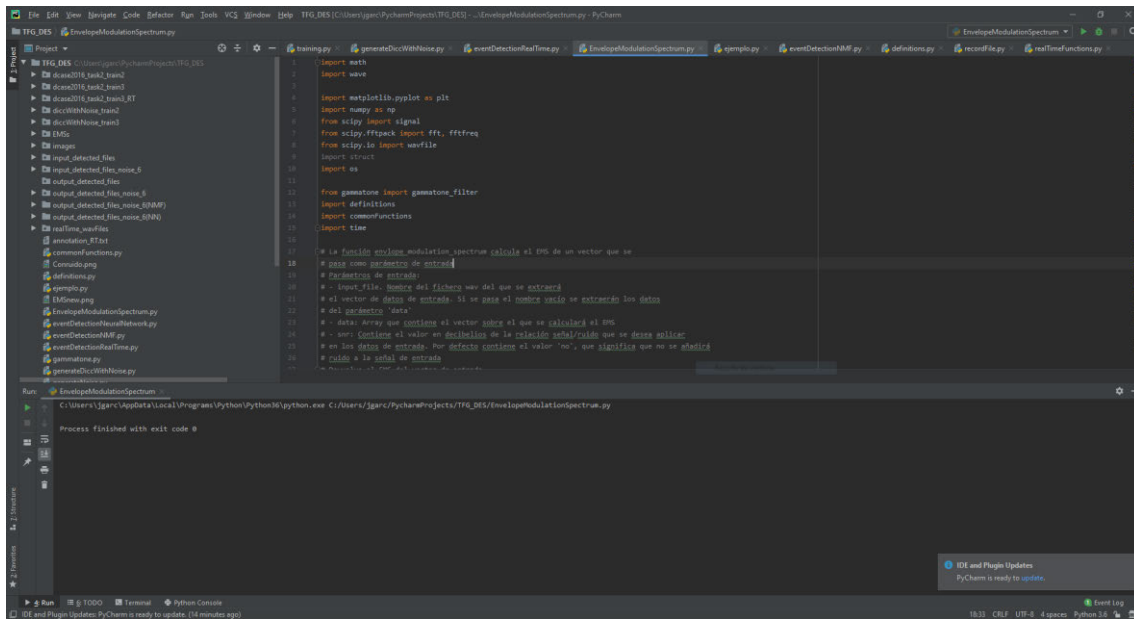 File Edit View Navigate Code Refactor Run Tools VCS Window Help TFG_DES [C:\Users\jgarc\PycharmProjects\TFG_DES] - ...\EnvelopeModulationSpectrum.py - PyCharm
TFG_DES EnvelopeModulationSpectrum.py
EnvelopeModulationSpectrum
Project
training.py generateDiccWithNoise.py eventDetectionRealTime.py EnvelopeModulationSpectrum.py ejemplo.py eventDetectionNMF.py definitions.py recordFile.py realTimeFunctions.py
1: Project
TFG_DES C:\Users\jgarc\PycharmProjects\TFG_DES
dcase2016_task2_train2
dcase2016_task2_train3
dcase2016_task2_train3_RT
diccWithNoise_train2
diccWithNoise_train3
EMSs
images
input_detected_files
input_detected_files_noise_6
output_detected_files
output_detected_files_noise_6
output_detected_files_noise_6(NMF)
output_detected_files_noise_6(NN)
realTime_wavFiles
annotation_RT.txt
commonFunctions.py
Conruido.png
definitions.py
ejemplo.py
EMSnew.png
EnvelopeModulationSpectrum.py
eventDetectionNeuralNetwork.py
eventDetectionNMF.py
eventDetectionRealTime.py
gammatone.py
generateDiccWithNoise.py
1 import math
2 import wave
3
4 import matplotlib.pyplot as plt
5 import numpy as np
6 from scipy import signal
7 from scipy.fftpack import fft, fftfreq
8 from scipy.io import wavfile
9 import struct
10 import os
11
12 from gammatone import gammatone_filter
13 import definitions
14 import commonFunctions
15 import time
16
17 # La función envlope_modulation_spectrum calcula el EMS de un vector que se
18 # pasa como parámetro de entrada
19 # Parámetros de entrada:
20 # - input_file. Nombre del fichero wav del que se extraerá
21 # el vector de datos de entrada. Si se pasa el nombre vacío se extraerán los datos
22 # del parámetro 'data'
23 # - data: Array que contiene el vector sobre el que se calculará el EMS
24 # - snr: Contiene el valor en decibelios de la relación señal/ruido que se desea aplicar
25 # en los datos de entrada. Por defecto contiene el valor 'no', que significa que no se añadirá
26 # ruido a la señal de entrada
Run: EnvelopeModulationSpectrum
C:\Users\jgarc\AppData\Local\Programs\Python\Python36\python.exe C:/Users/jgarc/PycharmProjects/TFG_DES/EnvelopeModulationSpectrum.py
Process finished with exit code 0
7: Structure
2: Favorites
IDE and Plugin Updates
PyCharm is ready to update.
4: Run 6: TODO Terminal Python Console
1 Event Log
IDE and Plugin Updates: PyCharm is ready to update. (14 minutes ago)
18:33 CRLF UTF-8 4 spaces Python 3.6